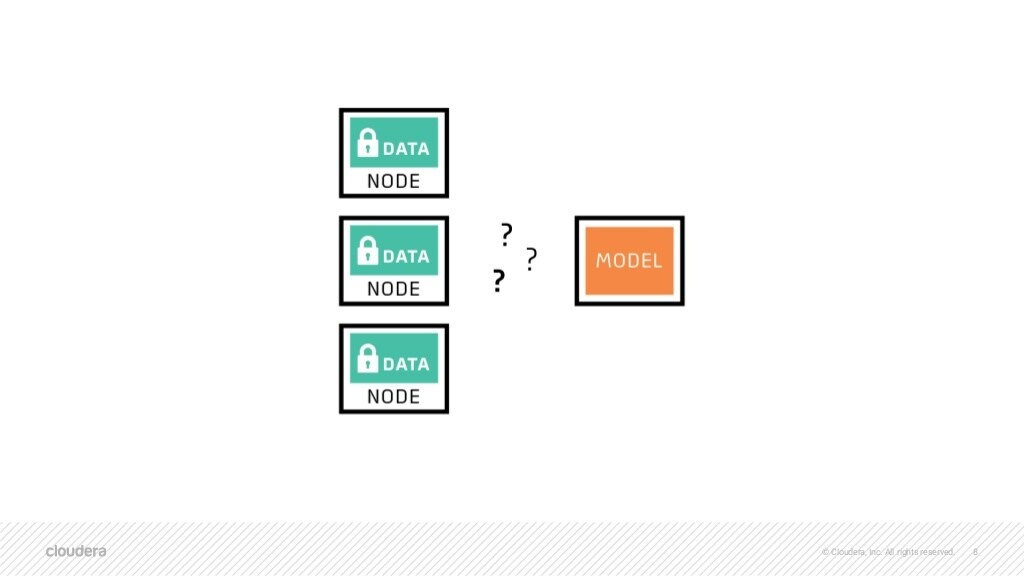 DATA
NODE
DATA
NODE
?
?
?
MODEL
DATA
NODE
cloudera
© Cloudera, Inc. All rights reserved. 8